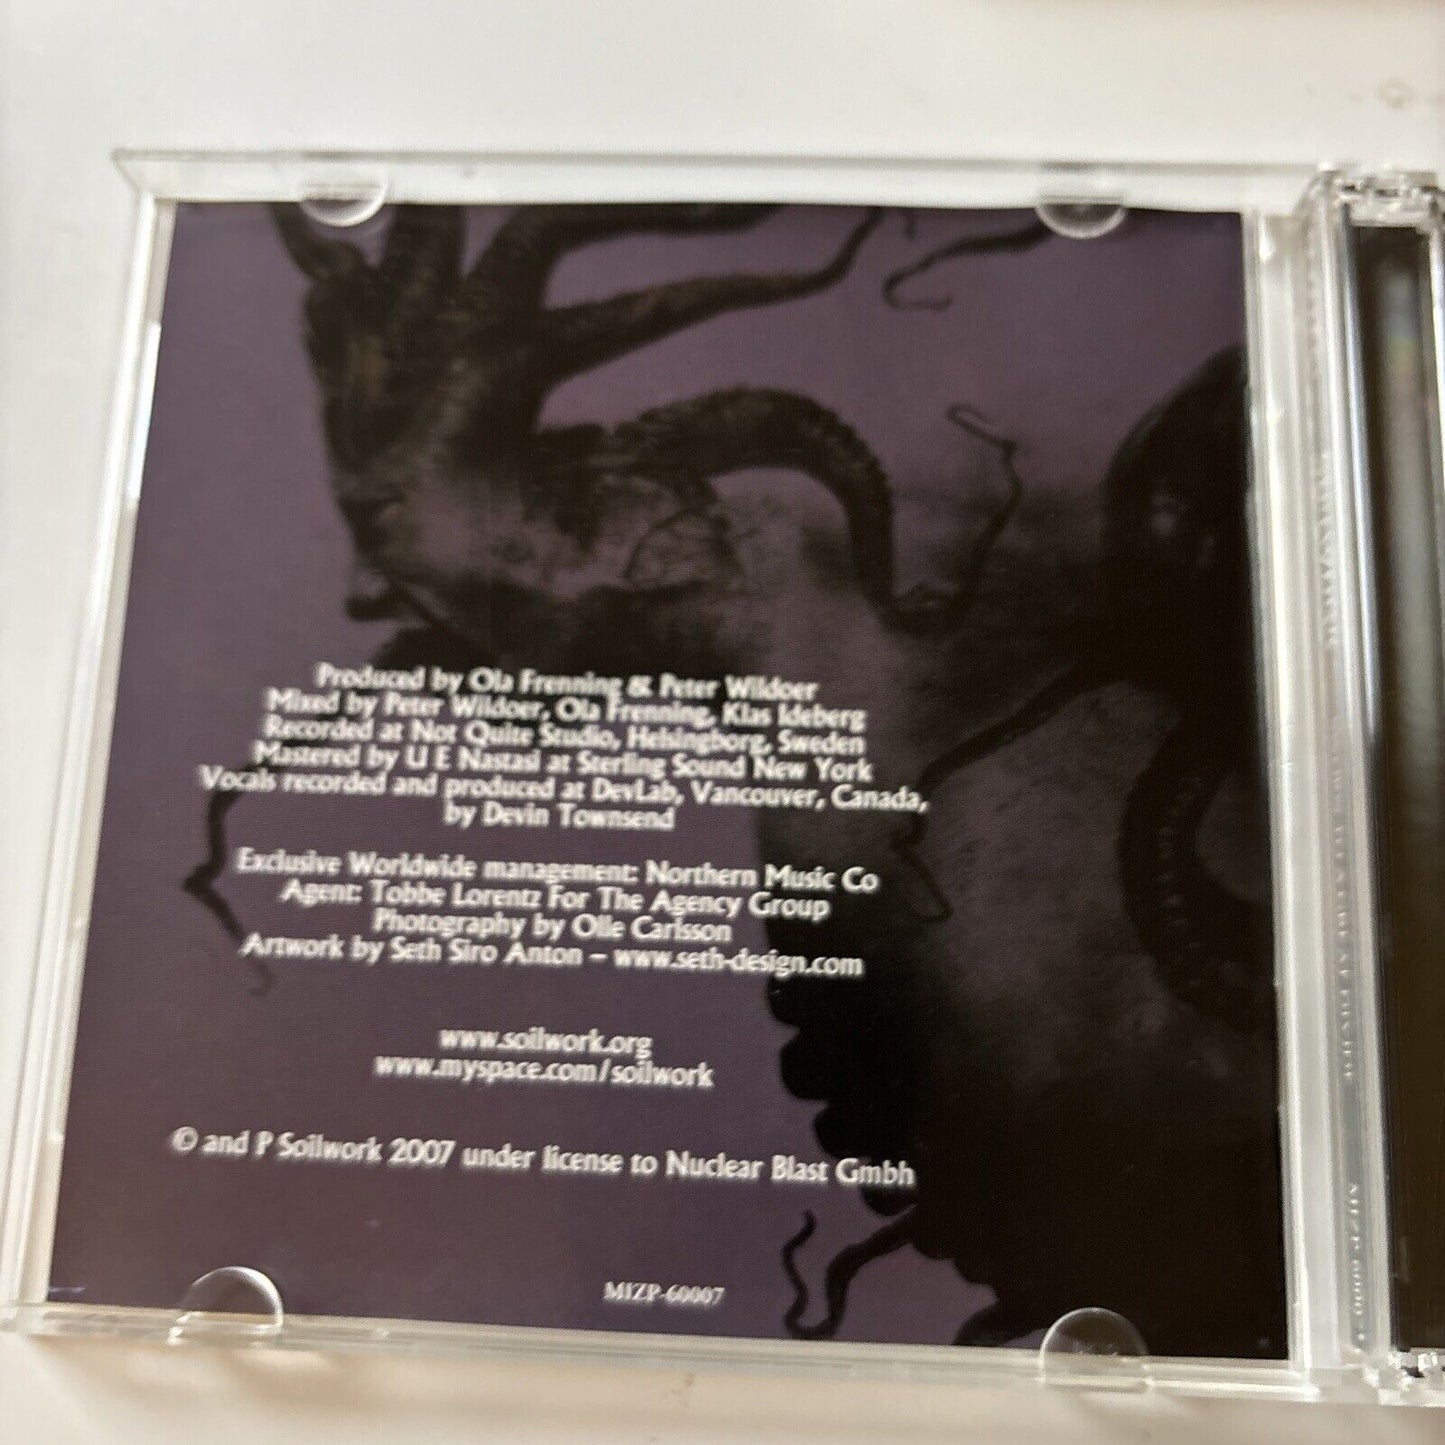 Produced by Ola Frenning & Peter Wildoer
Mixed by Peter Wildoer, Ola Frenning, Klas Ideberg
Recorded at Not Quite Studio, Helsingborg, Sweden
Mastered by U E Nastasi at Sterling Sound New York
Vocals recorded and produced at DevLab, Vancouver, Canada,
by Devin Townsend
Exclusive Worldwide management: Northern Music Co
Agent: Tobbe Lorentz For The Agency Group
Photography by Olle Carlsson
Artwork by Seth Siro Anton – www.seth-design.com
www.soilwork.org
www.myspace.com/soilwork
© and P Soilwork 2007 under license to Nuclear Blast Gmbh
MIZP-60007